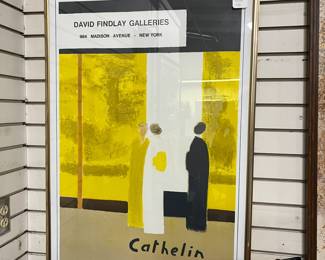 DAVID FINDLAY GALLERIES
984 MADISON AVENUE - NEW YORK
Cathelin